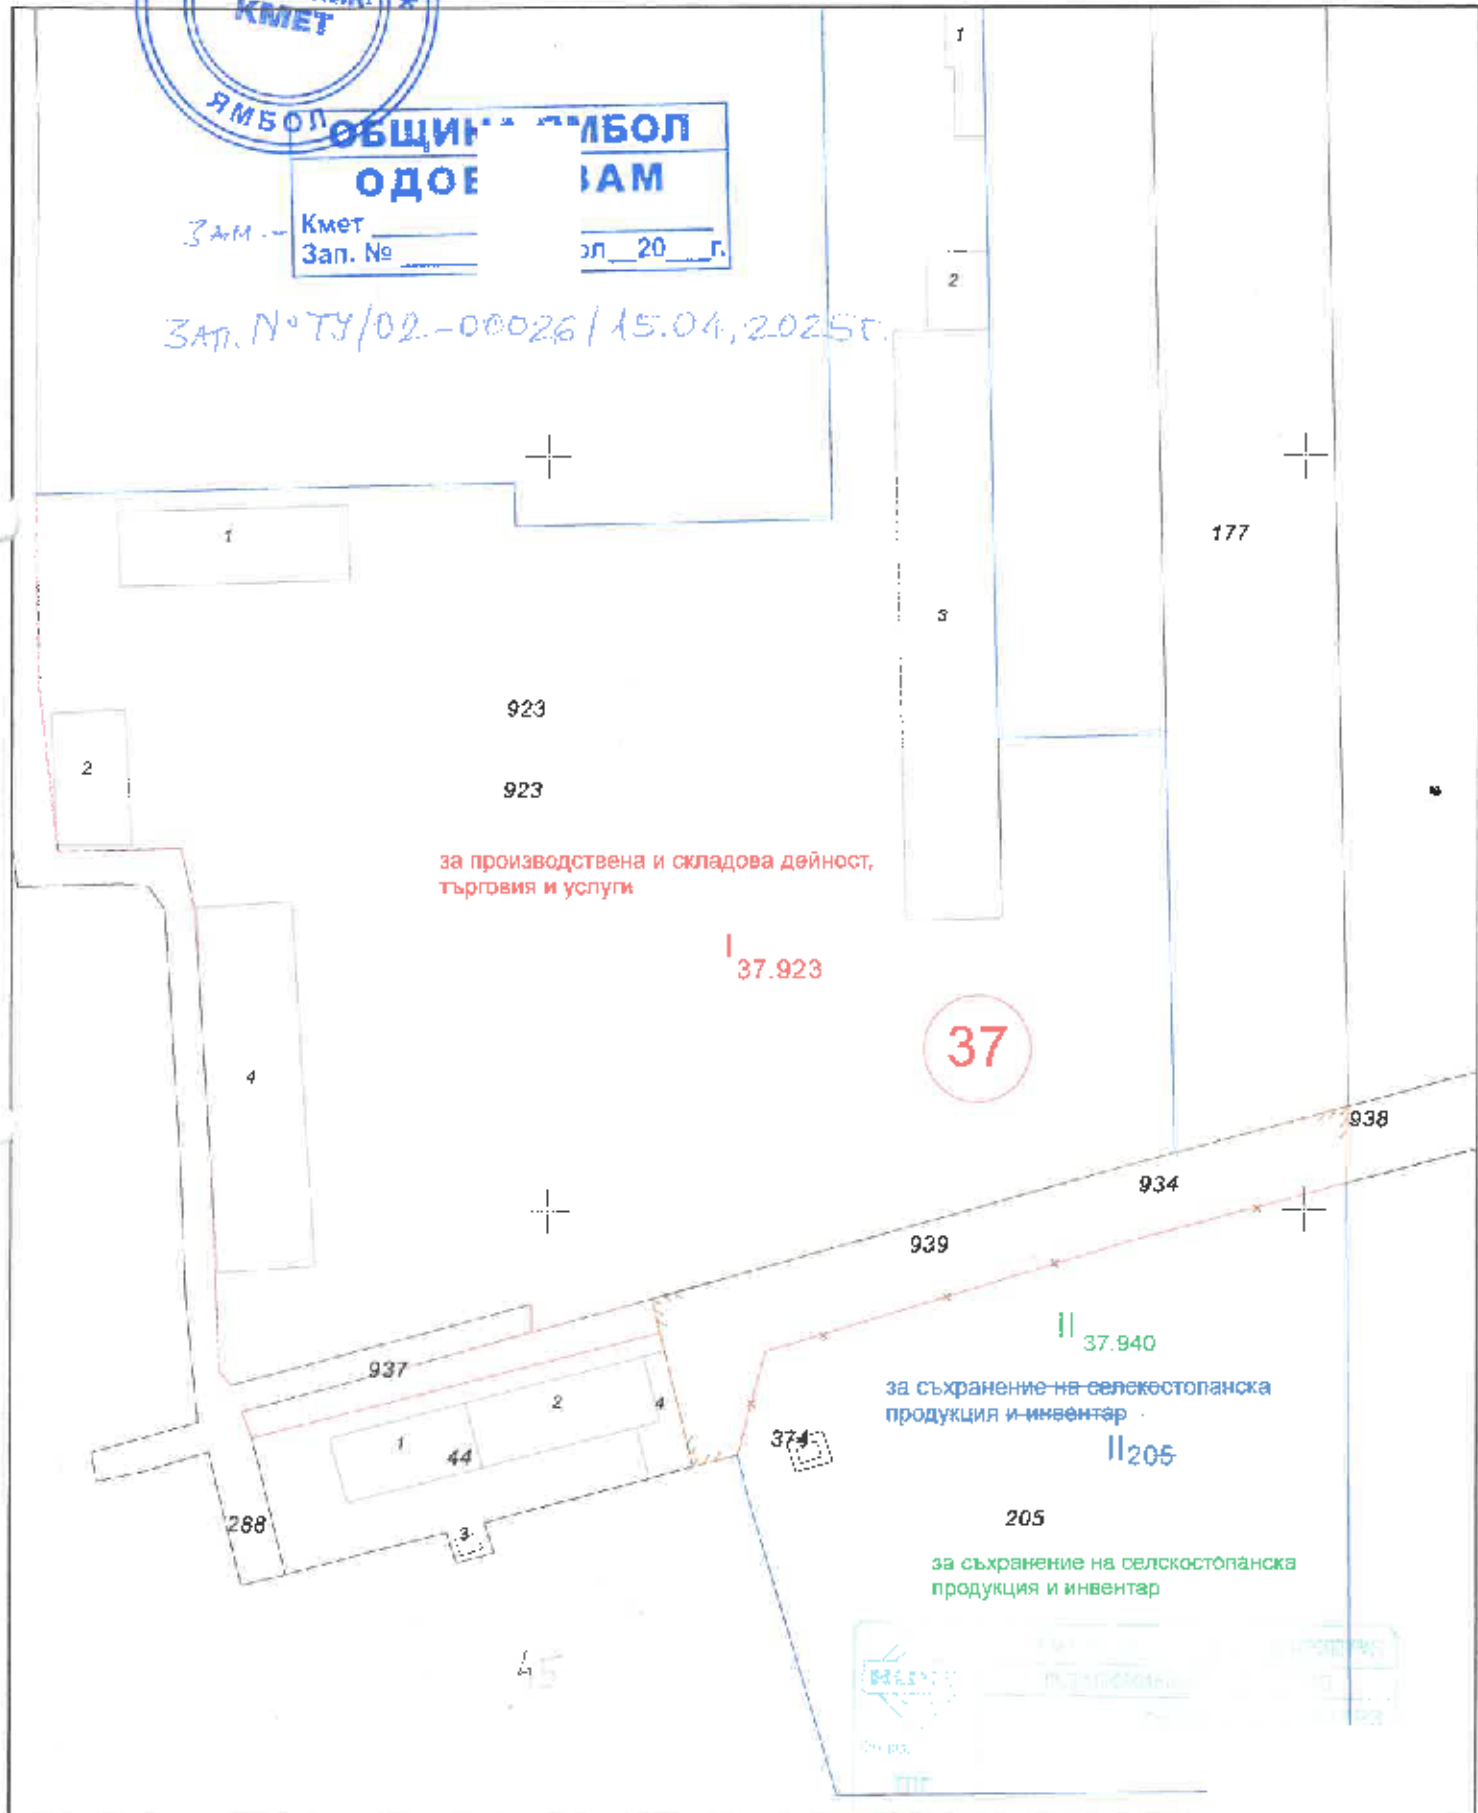 КМЕТ
ЯМБОЛ
Кмет
Зап. № 20 г.
Зам. -
Зап. № ТУ/02-00026/15.04.2025г.
1
2
1
177
3
923
2
923
за производствена и складова дейност,
търговия и услуги
I 37.923
37
4
938
934
939
II 37.940
937
за съхранение на селскостопанска
продукция и инвентар
2
4
374
1
44
II 205
288
3
205
за съхранение на селскостопанска
продукция и инвентар